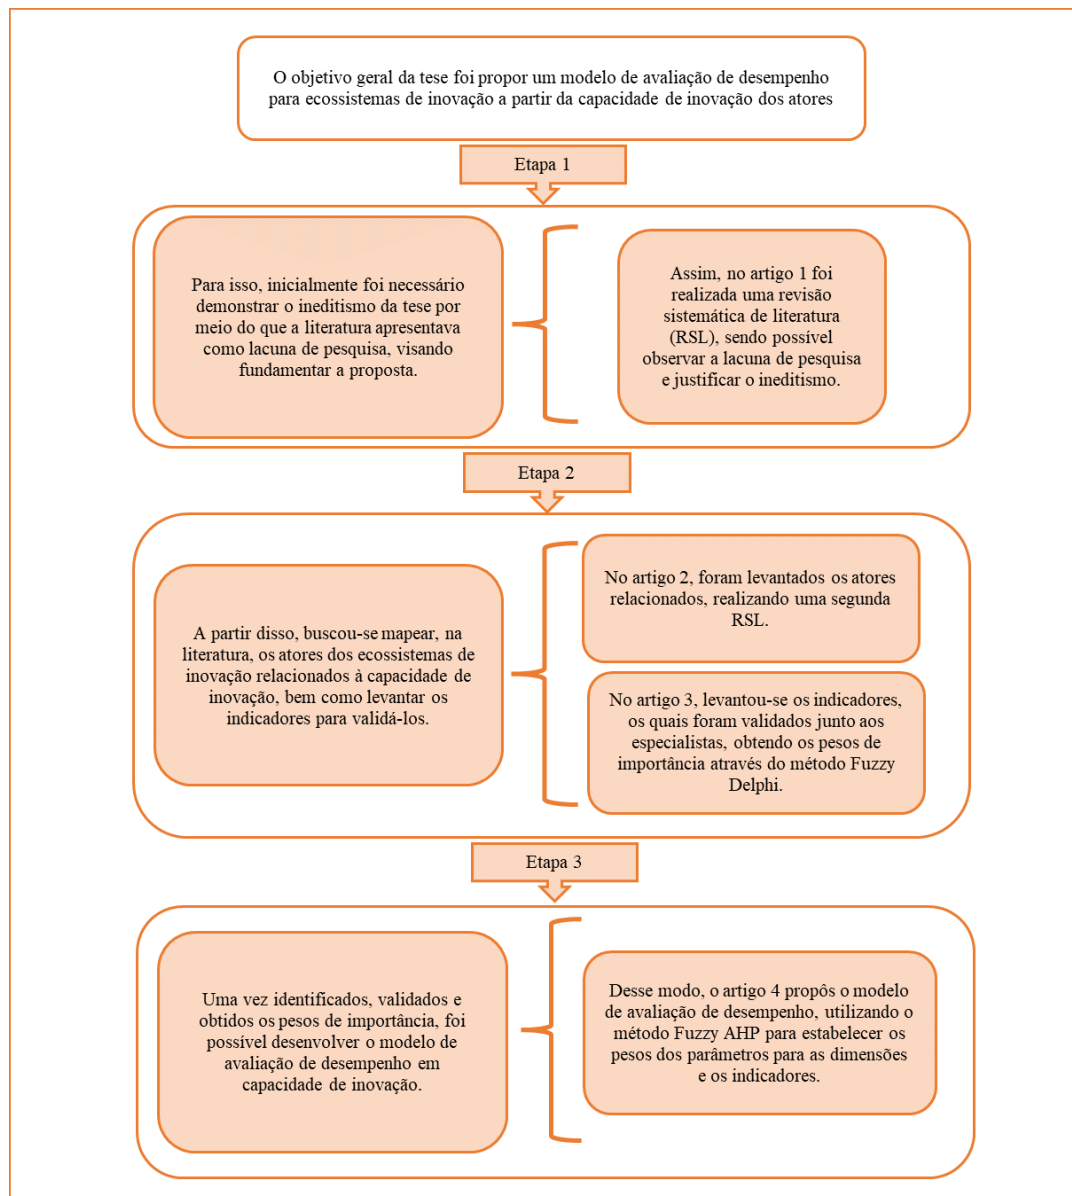 O objetivo geral da tese foi propor um modelo de avaliação de desempenho
para ecossistemas de inovação a partir da capacidade de inovação dos atores
Etapa 1
Para isso, inicialmente foi necessário
demonstrar o ineditismo da tese por
meio do que a literatura apresentava
como lacuna de pesquisa, visando
fundamentar a proposta.
Assim, no artigo 1 foi
realizada uma revisão
sistemática de literatura
(RSL), sendo possível
observar a lacuna de pesquisa
e justificar o ineditismo.
Etapa 2
A partir disso, buscou-se mapear, na
literatura, os atores dos ecossistemas de
inovação relacionados à capacidade de
inovação, bem como levantar os
indicadores para validá-los.
No artigo 2, foram levantados os atores
relacionados, realizando uma segunda
RSL.
No artigo 3, levantou-se os indicadores,
os quais foram validados junto aos
especialistas, obtendo os pesos de
importância através do método Fuzzy
Delphi.
Etapa 3
Uma vez identificados, validados e
obtidos os pesos de importância, foi
possível desenvolver o modelo de
avaliação de desempenho em
capacidade de inovação.
Desse modo, o artigo 4 propôs o modelo
de avaliação de desempenho, utilizando o
método Fuzzy AHP para estabelecer os
pesos dos parâmetros para as dimensões
e os indicadores.